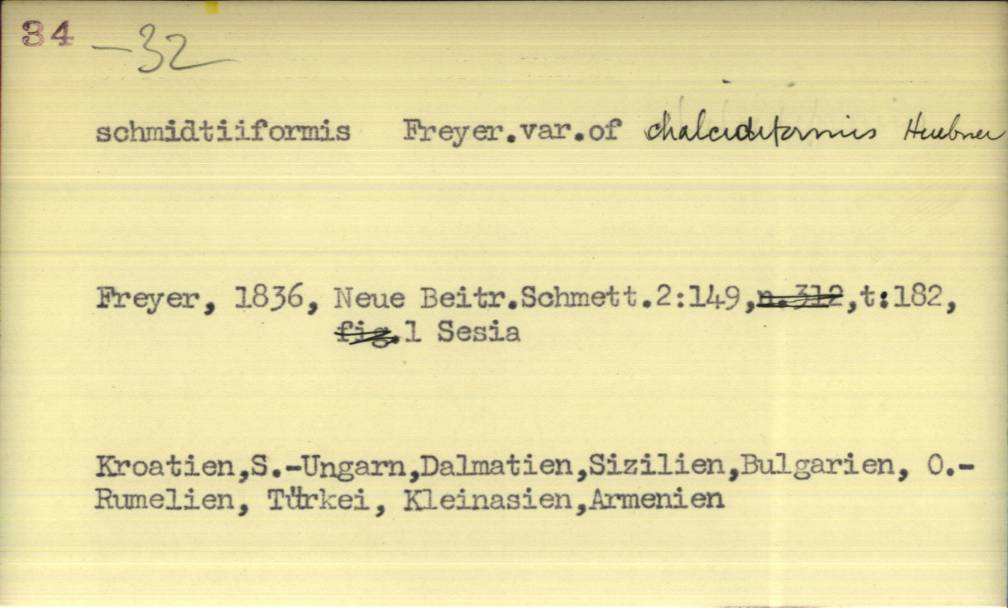 34 -32
schmidtiiformis Freyer.var.of chalcidiformis Huebner
Freyer, 1836, Neue Beitr.Schmett.2:149,n.312,t:182,
fig.1 Sesia
Kroatien,S.-Ungarn,Dalmatien,Sizilien,Bulgarien, O.-
Rumelien, Türkei, Kleinasien,Armenien